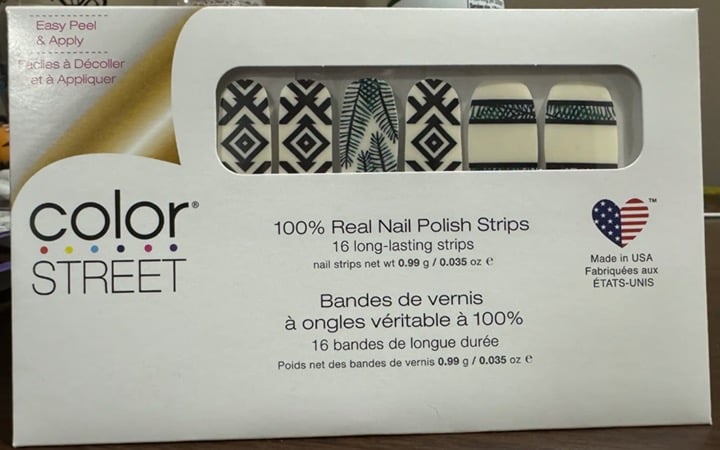 Easy Peel
& Apply
Faciles à Décoller
et à Appliquer
color®
STREET
100% Real Nail Polish Strips
16 long-lasting strips
nail strips net wt 0.99 g / 0.035 oz ℮
Bandes de vernis
à ongles véritable à 100%
16 bandes de longue durée
Poids net des bandes de vernis 0.99 g / 0.035 oz ℮
TM
Made in USA
Fabriquées aux
ÉTATS-UNIS